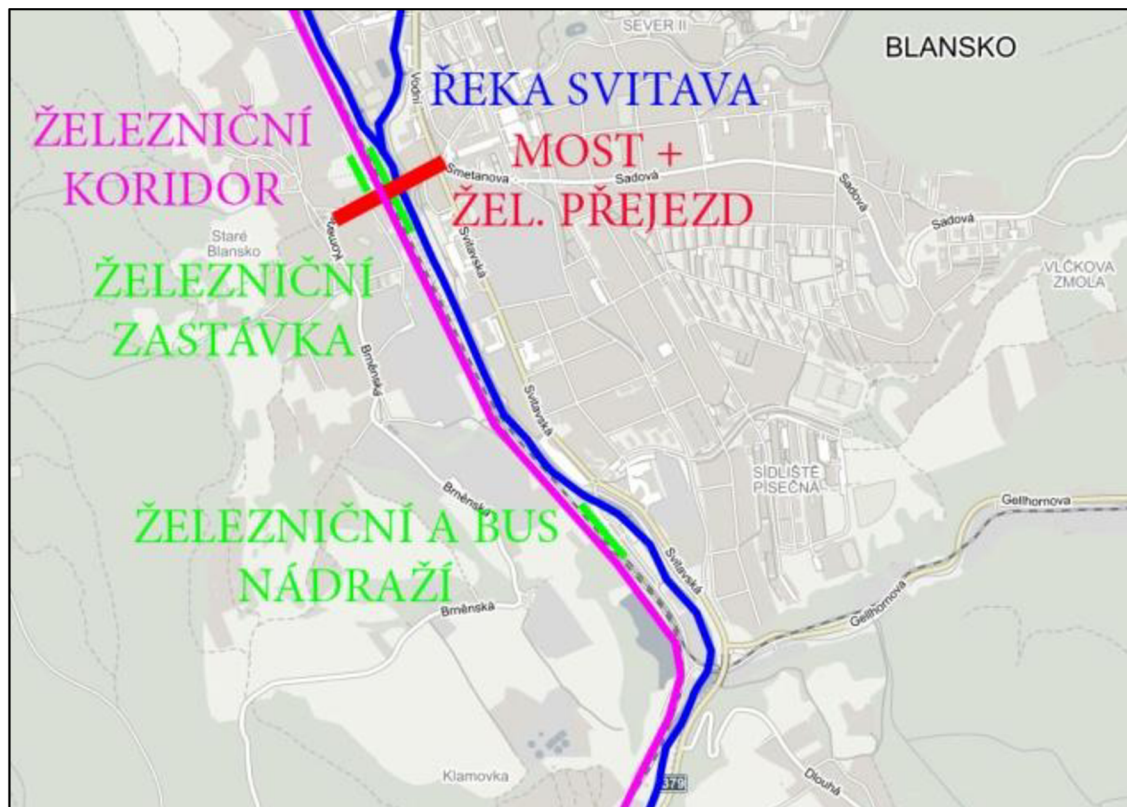 SEVER II
BLANSKO
Vodní
ŘEKA SVITAVA
ŽELEZNIČNÍ
KORIDOR
MOST +
ŽEL. PŘEJEZD
Smetanova
Sadová
Sadová
Sadová
Staré
Blansko
Svitavská
VLČKOVA
ZMOLA
ŽELEZNIČNÍ
ZASTÁVKA
Brněnská
Svitavská
SÍDLIŠTĚ
PÍSEČNÁ
Brněnská
Gellhornova
ŽELEZNIČNÍ A BUS
NÁDRAŽÍ
Svitavská
Brněnská
Gellhornova
Klamovka
379
Dlouhá